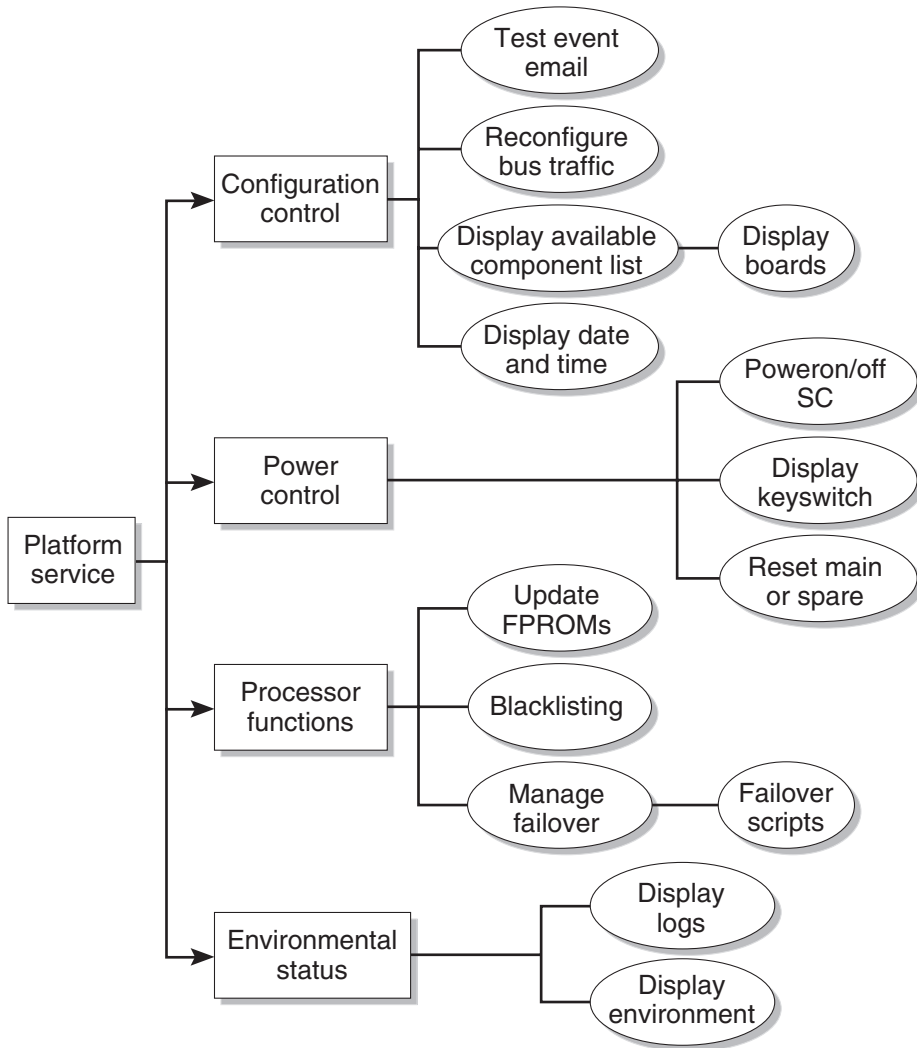 Test event
email
Reconfigure
bus traffic
Configuration
control
Display available
component list
Display
boards
Display date
and time
Poweron/off
SC
Power
control
Display
keyswitch
Platform
service
Reset main
or spare
Update
FPROMs
Processor
functions
Blacklisting
Manage
failover
Failover
scripts
Display
logs
Environmental
status
Display
environment